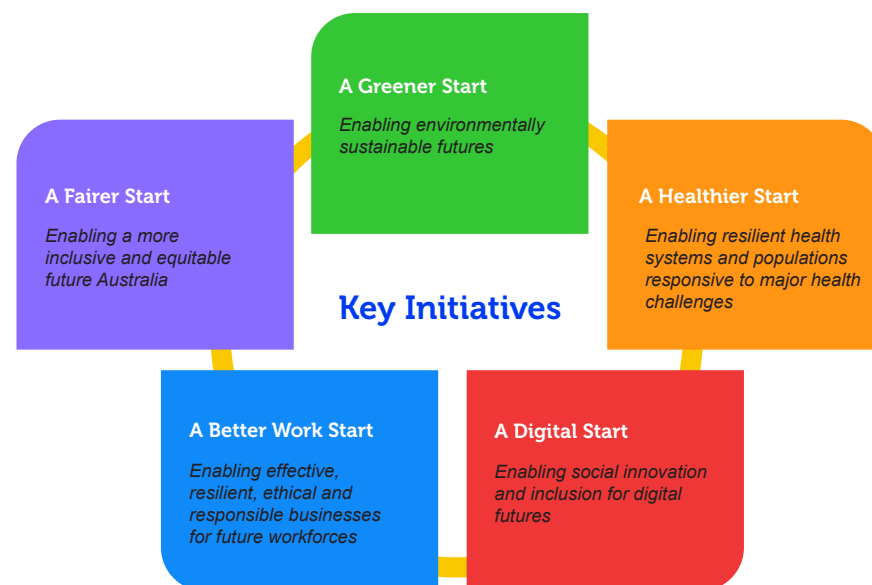 A Greener Start
Enabling environmentally
sustainable futures
A Fairer Start
Enabling a more
inclusive and equitable
future Australia
A Healthier Start
Enabling resilient health
systems and populations
responsive to major health
challenges
Key Initiatives
A Better Work Start
Enabling effective,
resilient, ethical and
responsible businesses
for future workforces
A Digital Start
Enabling social innovation
and inclusion for digital
futures